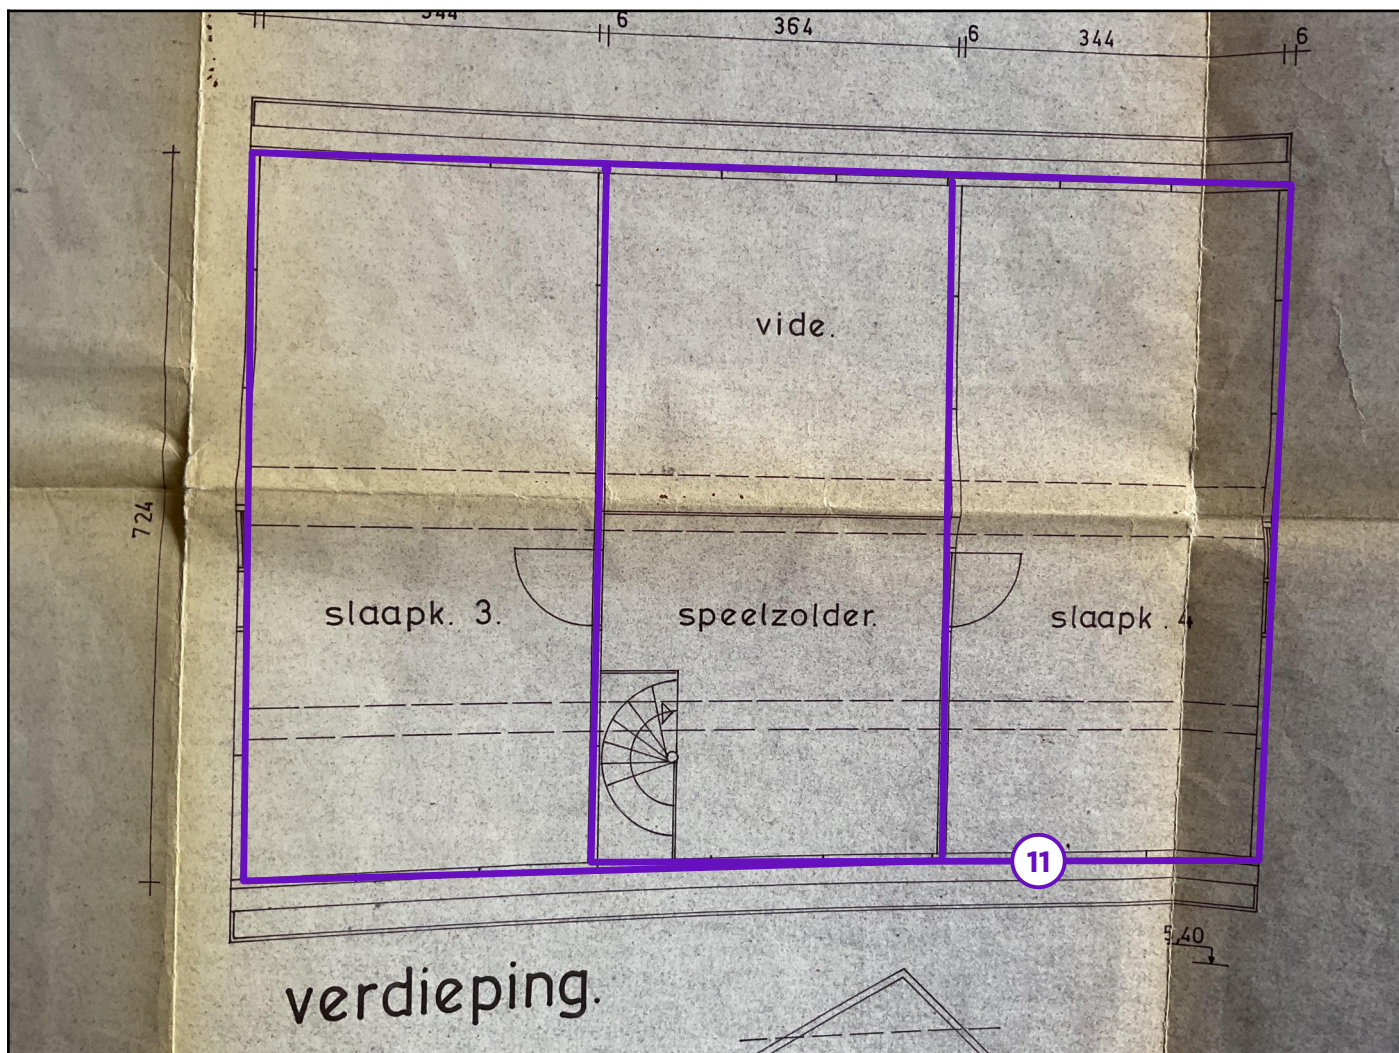 344 6 364 6 344 6
vide.
724
slaapk. 3. speelzolder. slaapk. 4
11
5,40
verdieping.